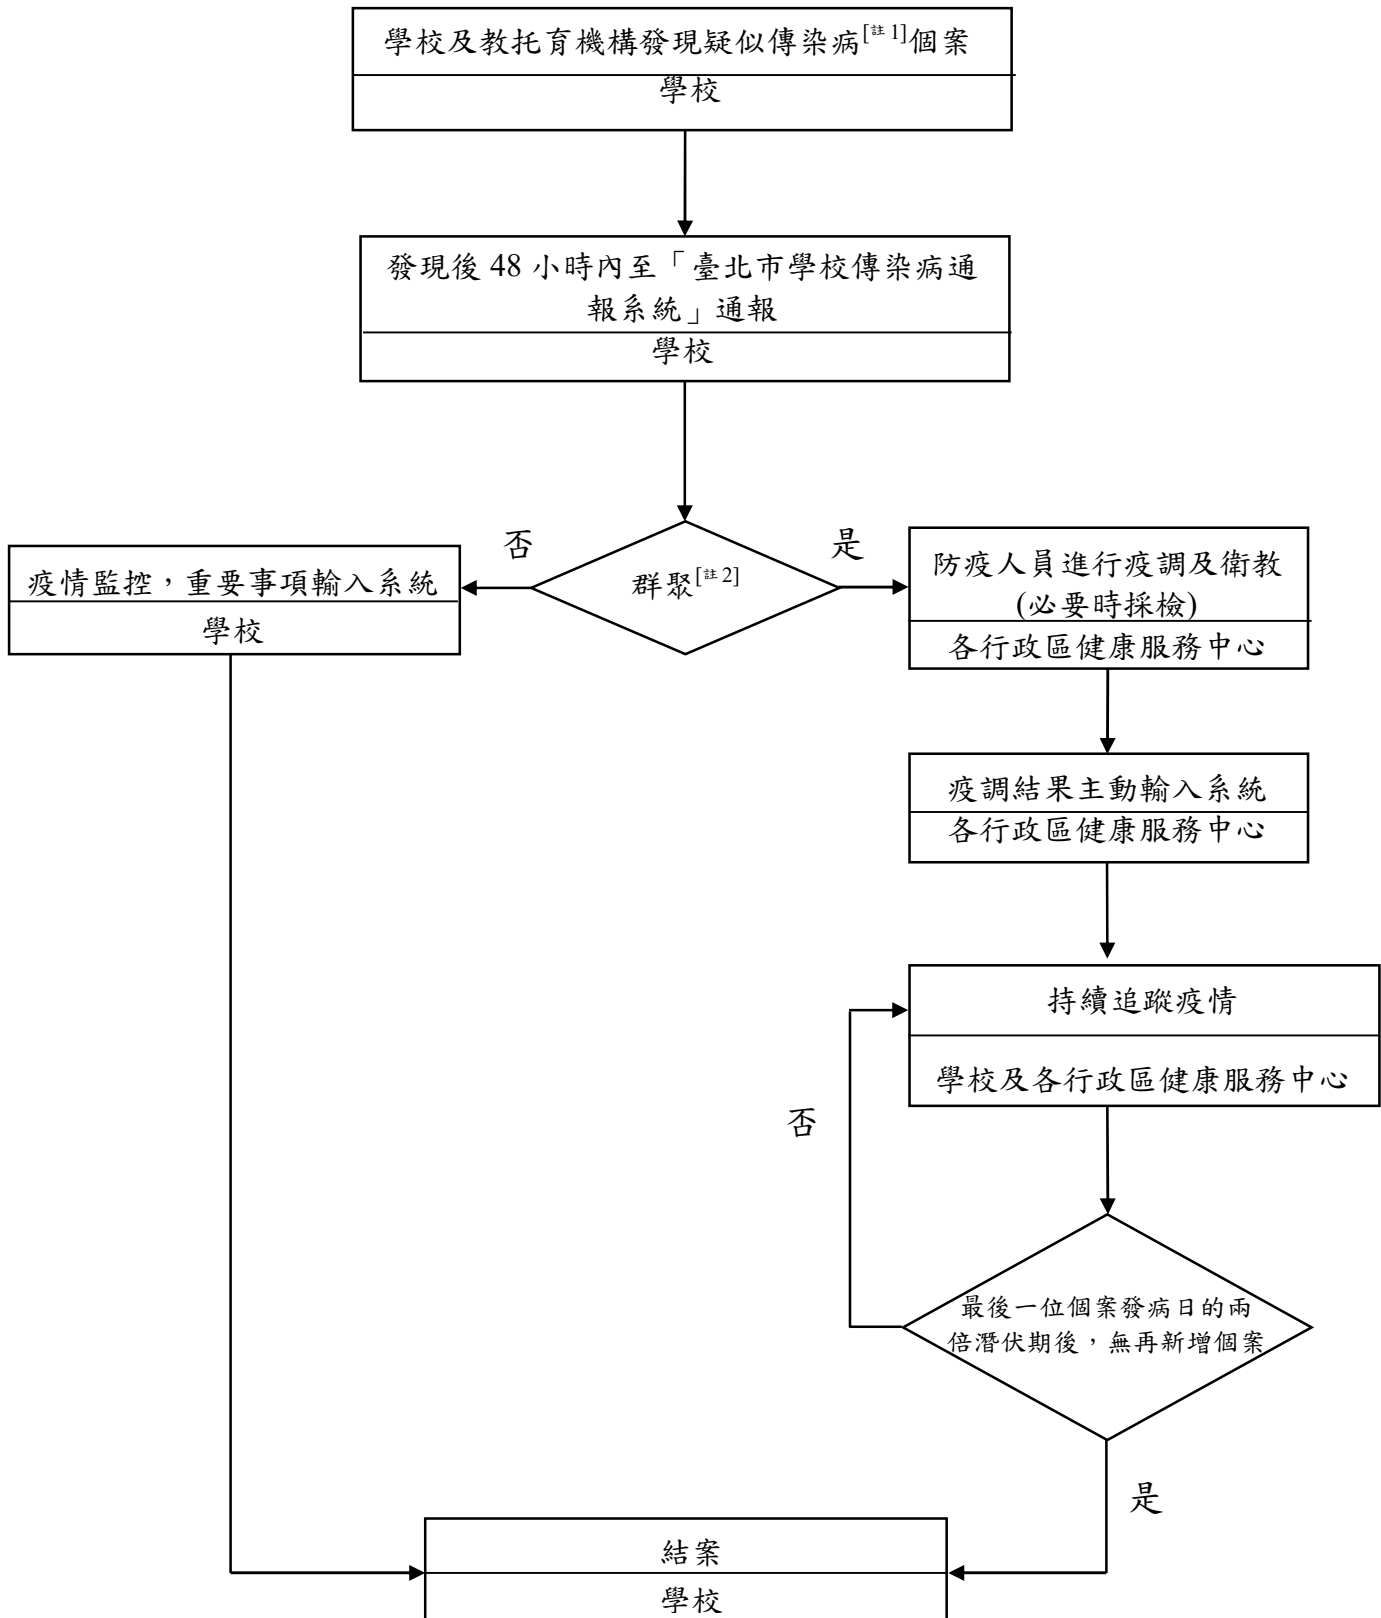 學校及教托育機構發現疑似傳染病[註 1]個案
學校
發現後 48 小時內至「臺北市學校傳染病通
報系統」通報
學校
否
是
群聚[註 2]
疫情監控，重要事項輸入系統
學校
防疫人員進行疫調及衛教
(必要時採檢)
各行政區健康服務中心
疫調結果主動輸入系統
各行政區健康服務中心
持續追蹤疫情
學校及各行政區健康服務中心
否
最後一位個案發病日的兩
倍潛伏期後，無再新增個案
是
結案
學校